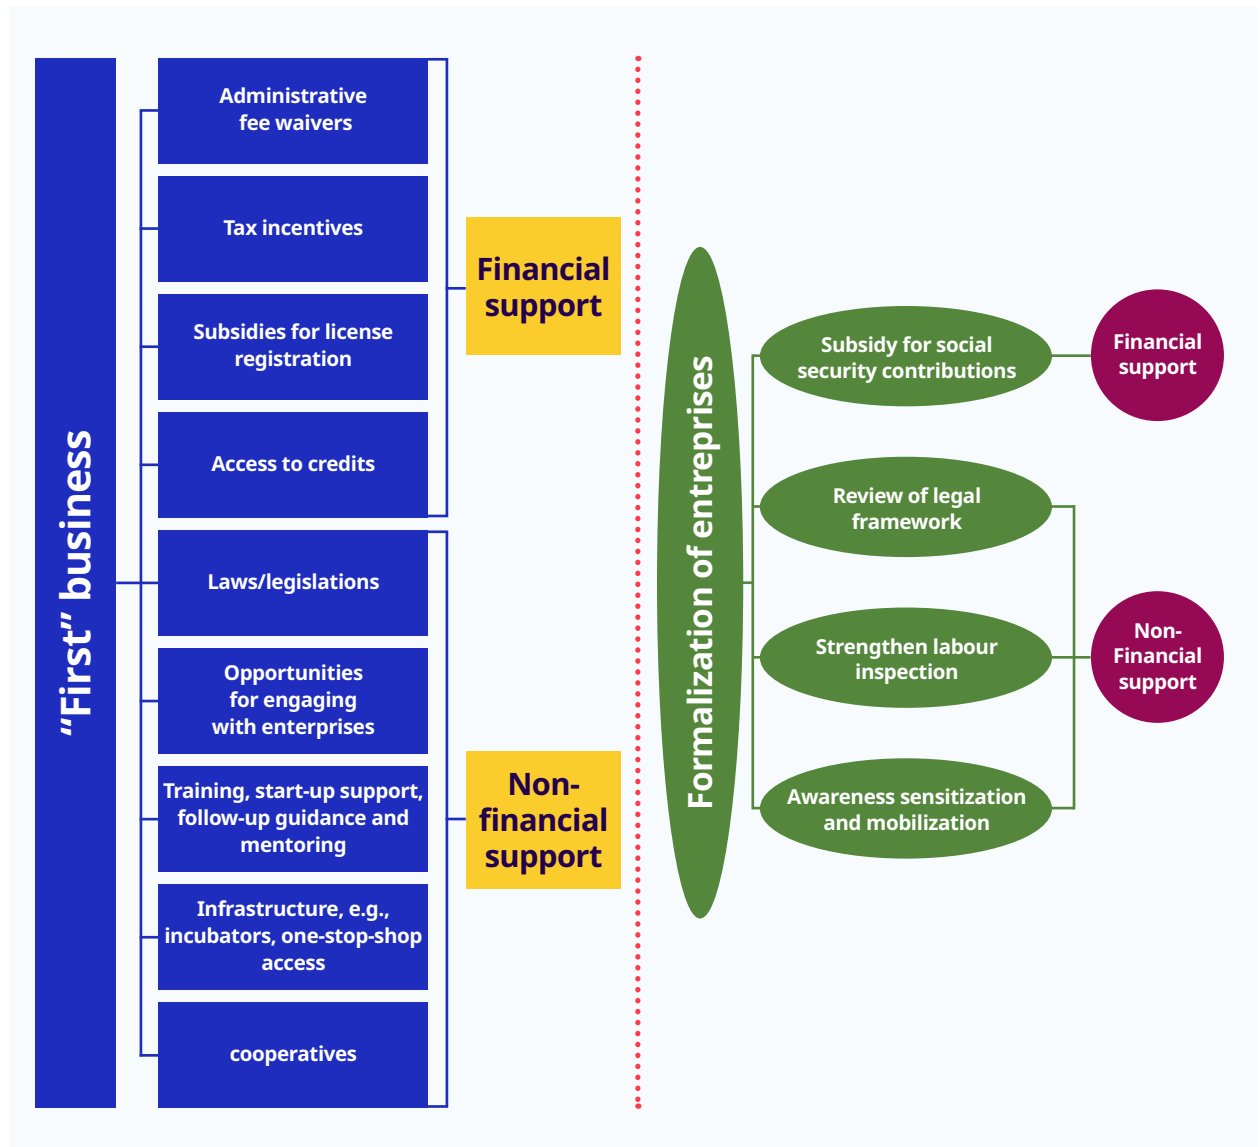 “First” business
Administrative
fee waivers
Tax incentives
Subsidies for license
registration
Access to credits
Laws/legislations
Opportunities
for engaging
with enterprises
Training, start-up support,
follow-up guidance and
mentoring
Infrastructure, e.g.,
incubators, one-stop-shop
access
cooperatives
Financial
support
Non-
financial
support
Formalization of entreprises
Subsidy for social
security contributions
Review of legal
framework
Strengthen labour
inspection
Awareness sensitization
and mobilization
Financial
support
Non-
Financial
support